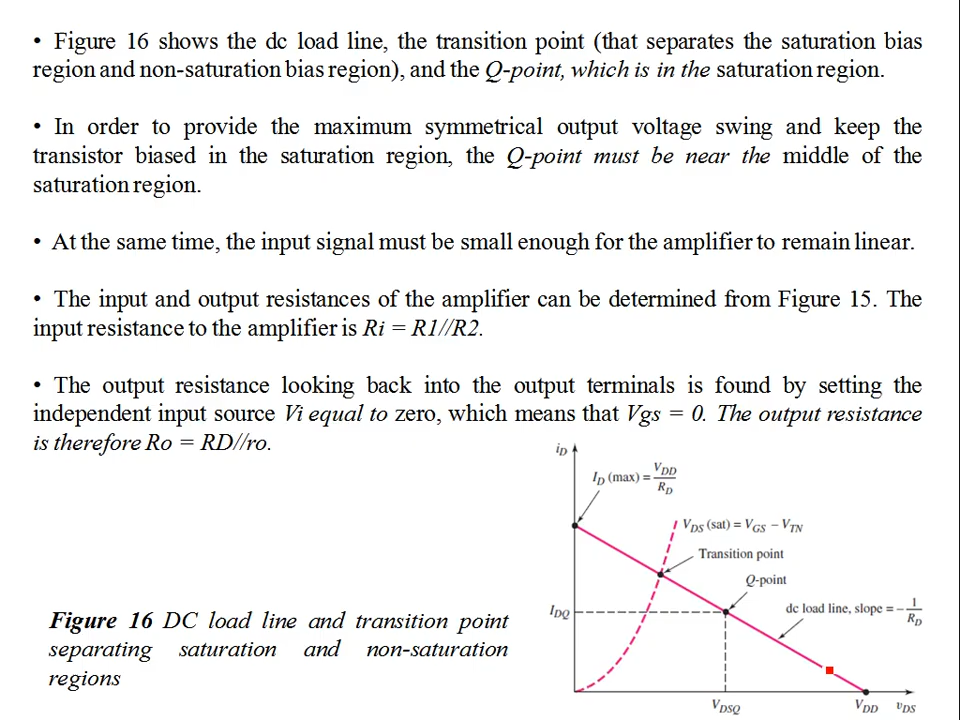 • Figure 16 shows the dc load line, the transition point (that separates the saturation bias
region and non-saturation bias region), and the Q-point, which is in the saturation region.
• In order to provide the maximum symmetrical output voltage swing and keep the
transistor biased in the saturation region, the Q-point must be near the middle of the
saturation region.
• At the same time, the input signal must be small enough for the amplifier to remain linear.
• The input and output resistances of the amplifier can be determined from Figure 15. The
input resistance to the amplifier is Ri = R1//R2.
• The output resistance looking back into the output terminals is found by setting the
independent input source Vi equal to zero, which means that Vgs = 0. The output resistance
is therefore Ro = RD//ro.
iD
ID (max) = VDD
RD
VDS (sat) = VGS − VTN
Transition point
Q-point
IDQ
dc load line, slope = − 1
RD
VDSQ
VDD
vDS
Figure 16 DC load line and transition point
separating saturation and non-saturation
regions